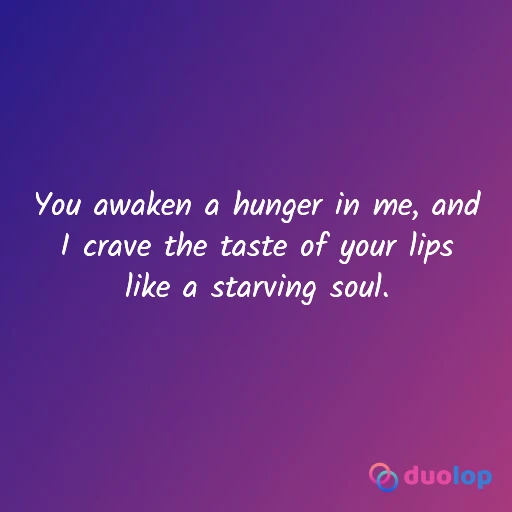 You awaken a hunger in me, and
I crave the taste of your lips
like a starving soul.
duolop